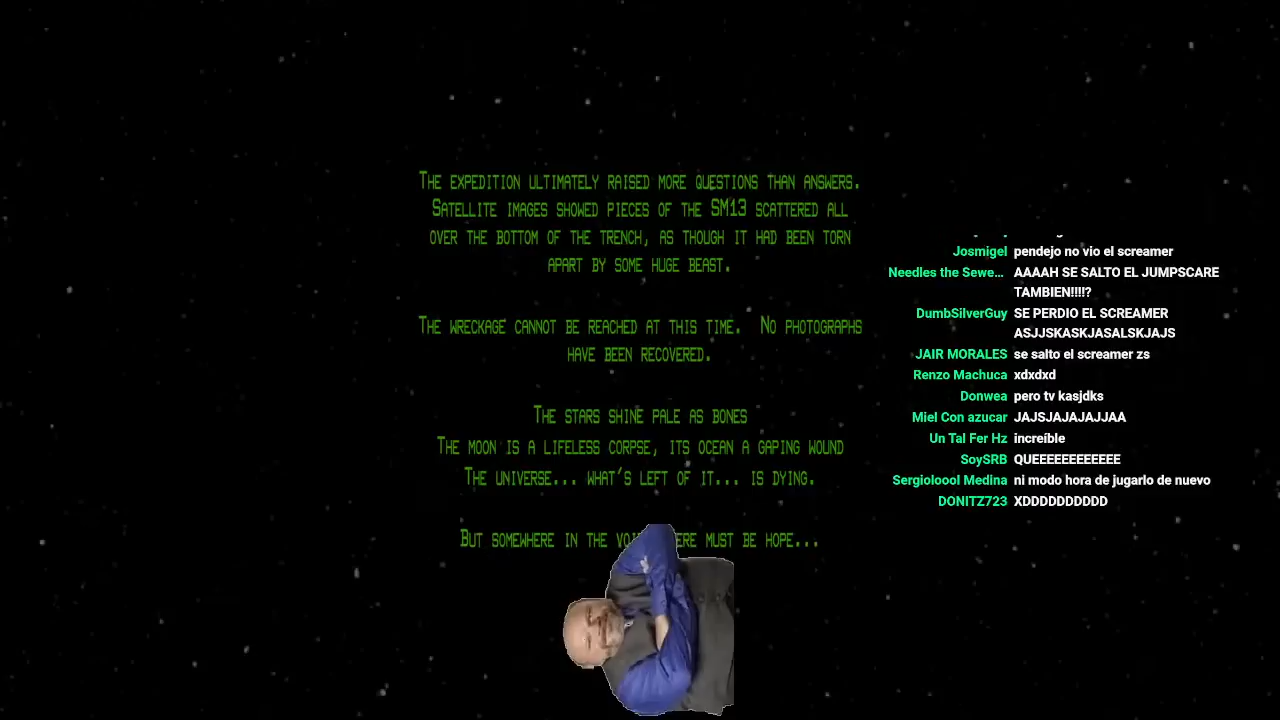 THE EXPEDITION ULTIMATELY RAISED MORE QUESTIONS THAN ANSWERS.
SATELLITE IMAGES SHOWED PIECES OF THE SM13 SCATTERED ALL
OVER THE BOTTOM OF THE TRENCH, AS THOUGH IT HAD BEEN TORN
APART BY SOME HUGE BEAST.
THE WRECKAGE CANNOT BE REACHED AT THIS TIME. NO PHOTOGRAPHS
HAVE BEEN RECOVERED.
THE STARS SHINE PALE AS BONES
THE MOON IS A LIFELESS CORPSE, ITS OCEAN A GAPING WOUND
THE UNIVERSE... WHAT'S LEFT OF IT... IS DYING.
BUT SOMEWHERE IN THE MUST BE HOPE...
Josmigel pendejo no vio el screamer
Needles the Sewe... AAAAH SE SALTO EL JUMPSCARE
TAMBIEN!!!!?
DumbSilverGuy SE PERDIO EL SCREAMER
ASJJSKASKJASALSKJAJS
JAIR MORALES se salto el screamer zs
Renzo Machuca xdxdxd
Donwea pero tv kasjdks
Miel Con azucar JAJSJAJAJAJJAA
Un Tal Fer Hz increíble
SoySRB QUEEEEEEEEEEEE
Sergioloool Medina ni modo hora de jugarlo de nuevo
DONITZ723 XDDDDDDDDDD